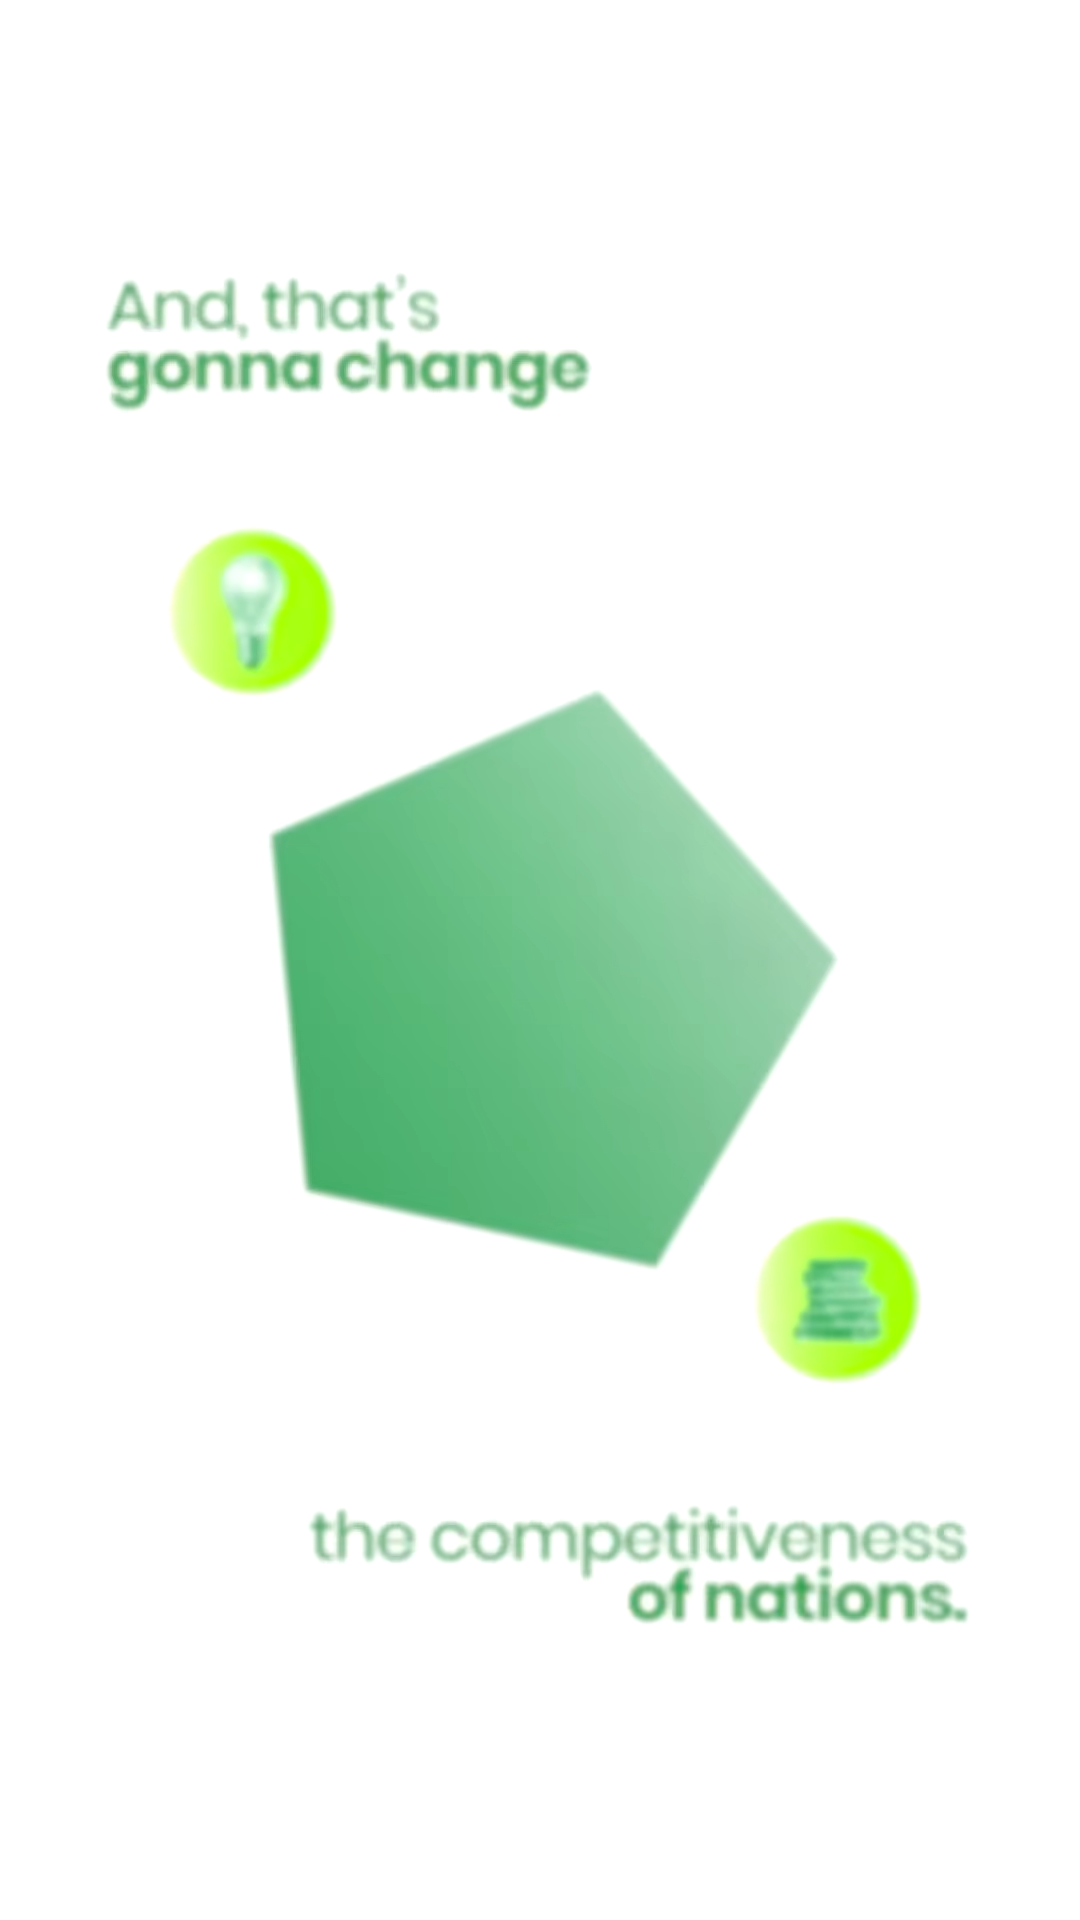 And, that's
gonna change
the competitiveness
of nations.